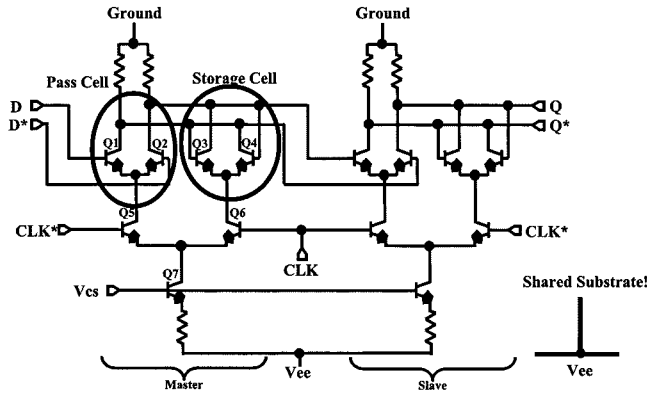 Ground
Ground
Pass Cell
Storage Cell
D
D*
Q
Q*
Q1
Q2
Q3
Q4
Q5
Q6
CLK*
CLK
CLK*
Q7
Vcs
Shared Substrate!
Vee
Vee
Master
Slave